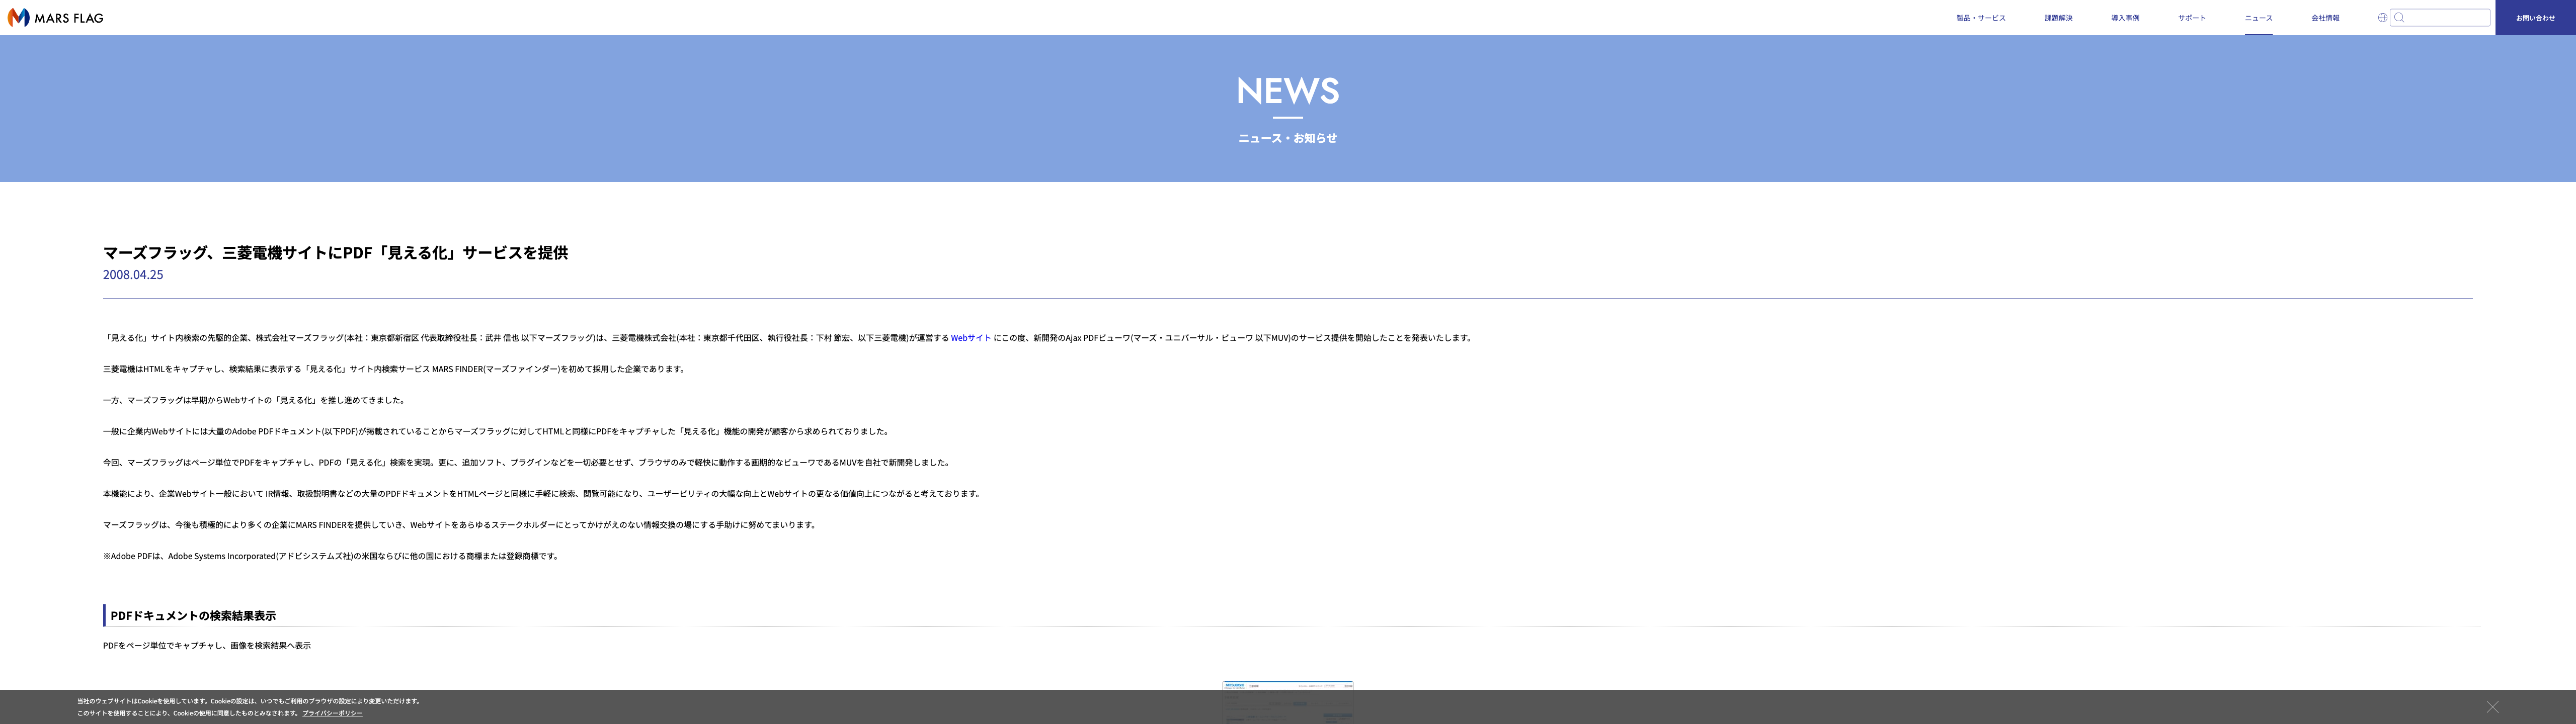 MARS FLAG
製品・サービス
課題解決
導入事例
サポート
ニュース
会社情報
お問い合わせ
NEWS
ニュース・お知らせ
マーズフラッグ、三菱電機サイトにPDF「見える化」サービスを提供
2008.04.25
「見える化」サイト内検索の先駆的企業、株式会社マーズフラッグ(本社：東京都新宿区 代表取締役社長：武井 信也 以下マーズフラッグ)は、三菱電機株式会社(本社：東京都千代田区、執行役社長：下村 節宏、以下三菱電機)が運営する Webサイト にこの度、新開発のAjax PDFビューワ(マーズ・ユニバーサル・ビューワ 以下MUV)のサービス提供を開始したことを発表いたします。
三菱電機はHTMLをキャプチャし、検索結果に表示する「見える化」サイト内検索サービス MARS FINDER(マーズファインダー)を初めて採用した企業であります。
一方、マーズフラッグは早期からWebサイトの「見える化」を推し進めてきました。
一般に企業内Webサイトには大量のAdobe PDFドキュメント(以下PDF)が掲載されていることからマーズフラッグに対してHTMLと同様にPDFをキャプチャした「見える化」機能の開発が顧客から求められておりました。
今回、マーズフラッグはページ単位でPDFをキャプチャし、PDFの「見える化」検索を実現。更に、追加ソフト、プラグインなどを一切必要とせず、ブラウザのみで軽快に動作する画期的なビューワであるMUVを自社で新開発しました。
本機能により、企業Webサイト一般において IR情報、取扱説明書などの大量のPDFドキュメントをHTMLページと同様に手軽に検索、閲覧可能になり、ユーザービリティの大幅な向上とWebサイトの更なる価値向上につながると考えております。
マーズフラッグは、今後も積極的により多くの企業にMARS FINDERを提供していき、Webサイトをあらゆるステークホルダーにとってかけがえのない情報交換の場にする手助けに努めてまいります。
※Adobe PDFは、Adobe Systems Incorporated(アドビシステムズ社)の米国ならびに他の国における商標または登録商標です。
PDFドキュメントの検索結果表示
PDFをページ単位でキャプチャし、画像を検索結果へ表示
当社のウェブサイトはCookieを使用しています。Cookieの設定は、いつでもご利用のブラウザの設定により変更いただけます。
このサイトを使用することにより、Cookieの使用に同意したものとみなされます。 プライバシーポリシー